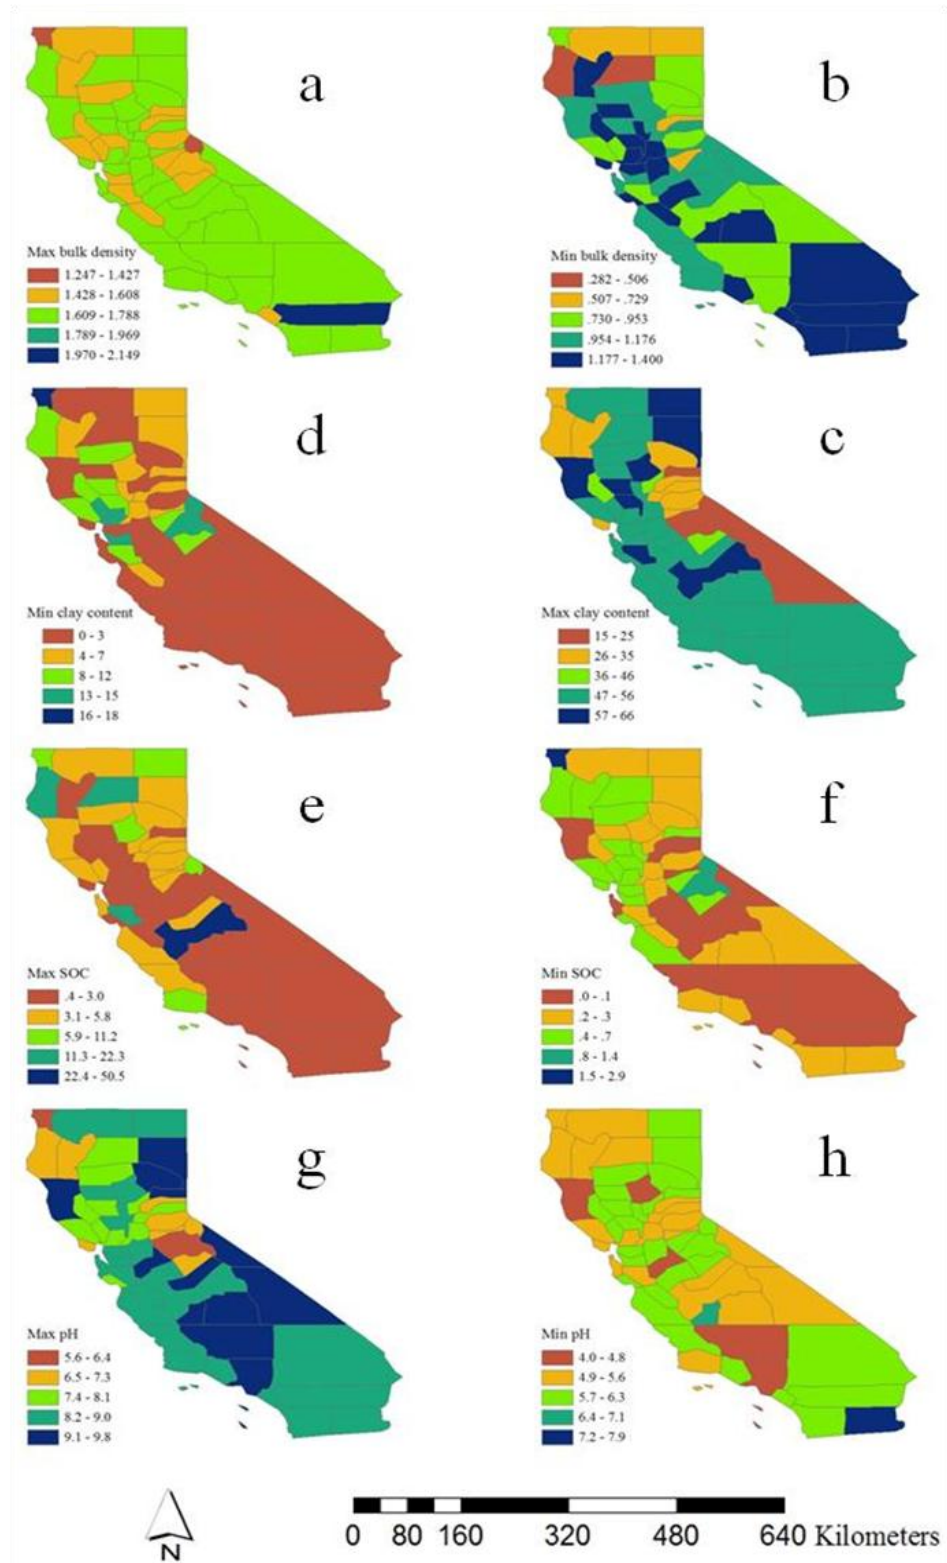 a
Max bulk density
1.247 - 1.427
1.428 - 1.608
1.609 - 1.788
1.789 - 1.969
1.970 - 2.149
b
Min bulk density
.282 - .506
.507 - .729
.730 - .953
.954 - 1.176
1.177 - 1.400
d
Min clay content
0 - 3
4 - 7
8 - 12
13 - 15
16 - 18
c
Max clay content
15 - 25
26 - 35
36 - 46
47 - 56
57 - 66
e
Max SOC
.4 - 3.0
3.1 - 5.8
5.9 - 11.2
11.3 - 22.3
22.4 - 50.5
f
Min SOC
.0 - .1
.2 - .3
.4 - .7
.8 - 1.4
1.5 - 2.9
g
Max pH
5.6 - 6.4
6.5 - 7.3
7.4 - 8.1
8.2 - 9.0
9.1 - 9.8
h
Min pH
4.0 - 4.8
4.9 - 5.6
5.7 - 6.3
6.4 - 7.1
7.2 - 7.9
N
0 80 160 320 480 640 Kilometers